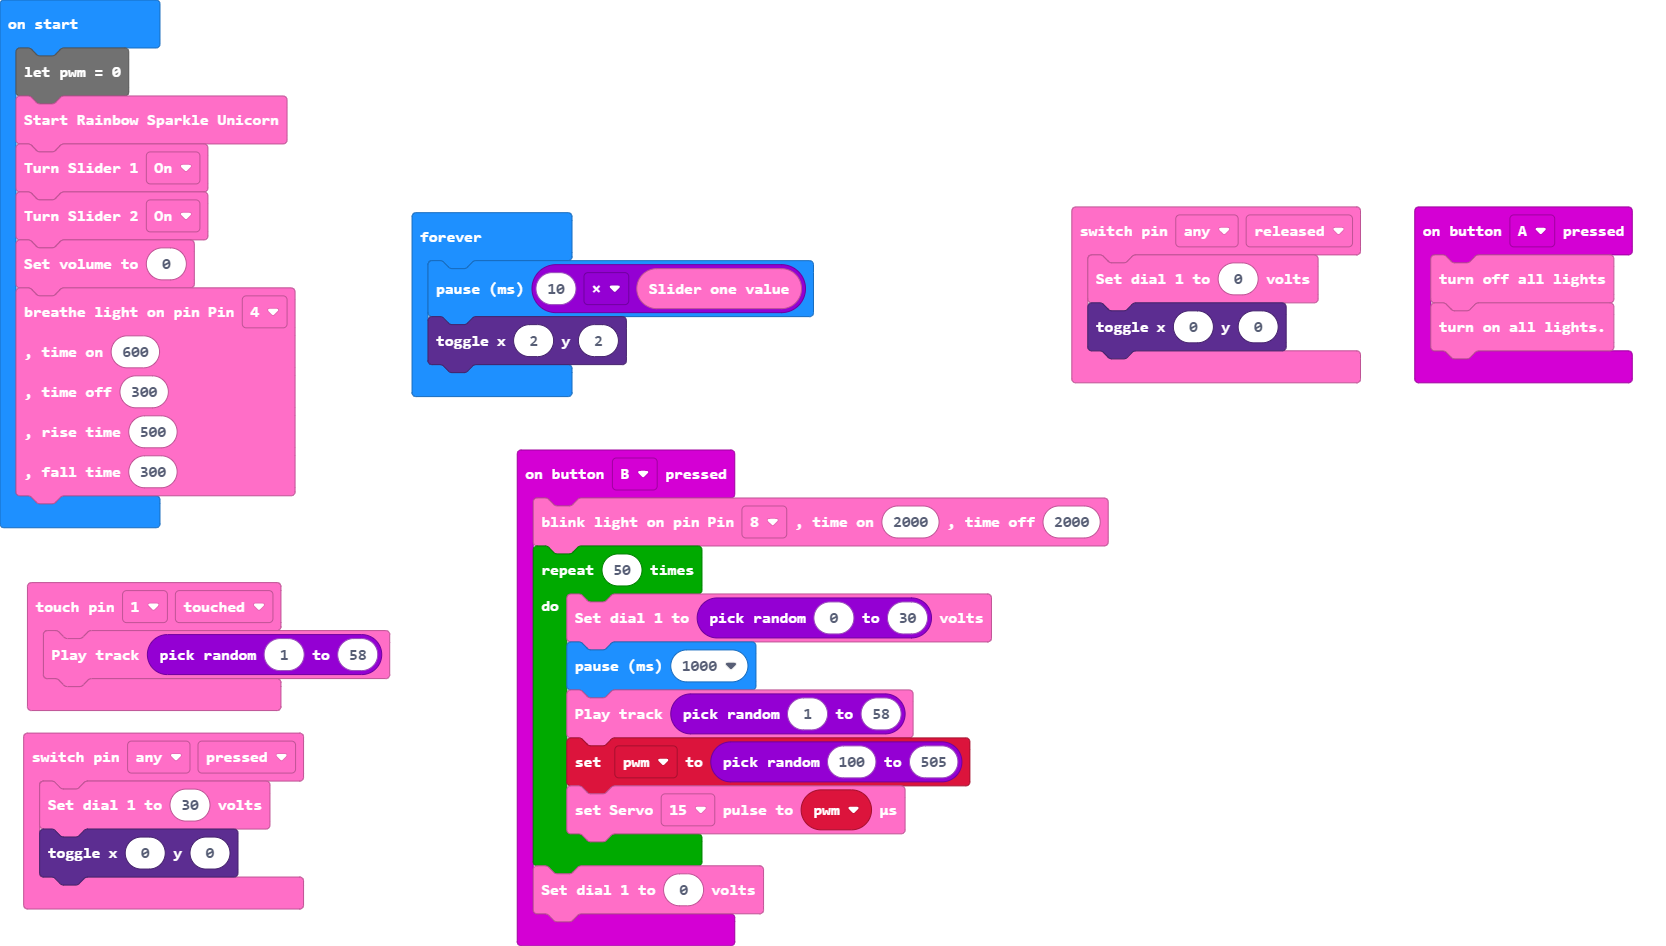 on start
let pwm = 0
Start Rainbow Sparkle Unicorn
Turn Slider 1 On
Turn Slider 2 On
Set volume to 0
breathe light on pin Pin 4
, time on 600
, time off 300
, rise time 500
, fall time 300
forever
pause (ms) 10 × Slider one value
toggle x 2 y 2
switch pin any released
Set dial 1 to 0 volts
toggle x 0 y 0
on button A pressed
turn off all lights
turn on all lights.
on button B pressed
blink light on pin Pin 8 , time on 2000 , time off 2000
repeat 50 times
do
Set dial 1 to pick random 0 to 30 volts
pause (ms) 1000
Play track pick random 1 to 58
set pwm to pick random 100 to 505
set Servo 15 pulse to pwm µs
Set dial 1 to 0 volts
touch pin 1 touched
Play track pick random 1 to 58
switch pin any pressed
Set dial 1 to 30 volts
toggle x 0 y 0